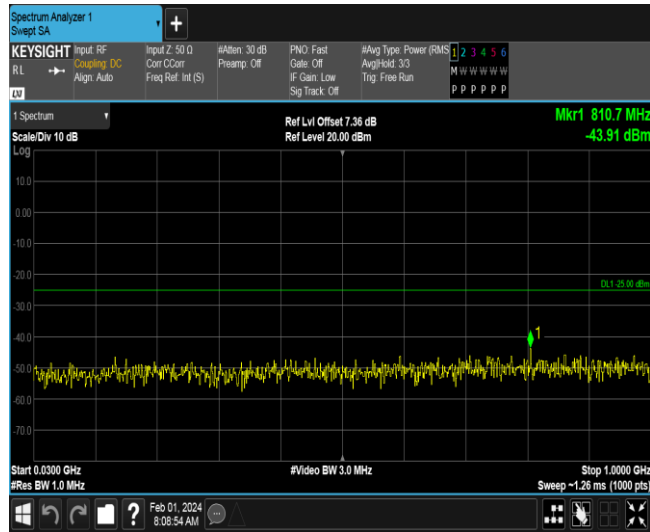 Spectrum Analyzer 1
Swept SA
+
KEYSIGHT Input: RF Input Z: 50 Ω #Atten: 30 dB PNO: Fast #Avg Type: Power (RMS 1 2 3 4 5 6
RL Coupling: DC Corr CCorr Preamp: Off Gate: Off Avg|Hold: 3/3 M W W W W W
Align: Auto Freq Ref: Int (S) IF Gain: Low Trig: Free Run
Sig Track: Off P P P P P P
LXI
1 Spectrum Ref Lvl Offset 7.36 dB Mkr1 810.7 MHz
Scale/Div 10 dB Ref Level 20.00 dBm -43.91 dBm
Log
10.0
0.00
-10.0
-20.0
DL1 -25.00 dBm
-30.0
-40.0
1
-50.0
-60.0
-70.0
Start 0.0300 GHz #Video BW 3.0 MHz Stop 1.0000 GHz
#Res BW 1.0 MHz Sweep ~1.26 ms (1000 pts)
? Feb 01, 2024
8:08:54 AM